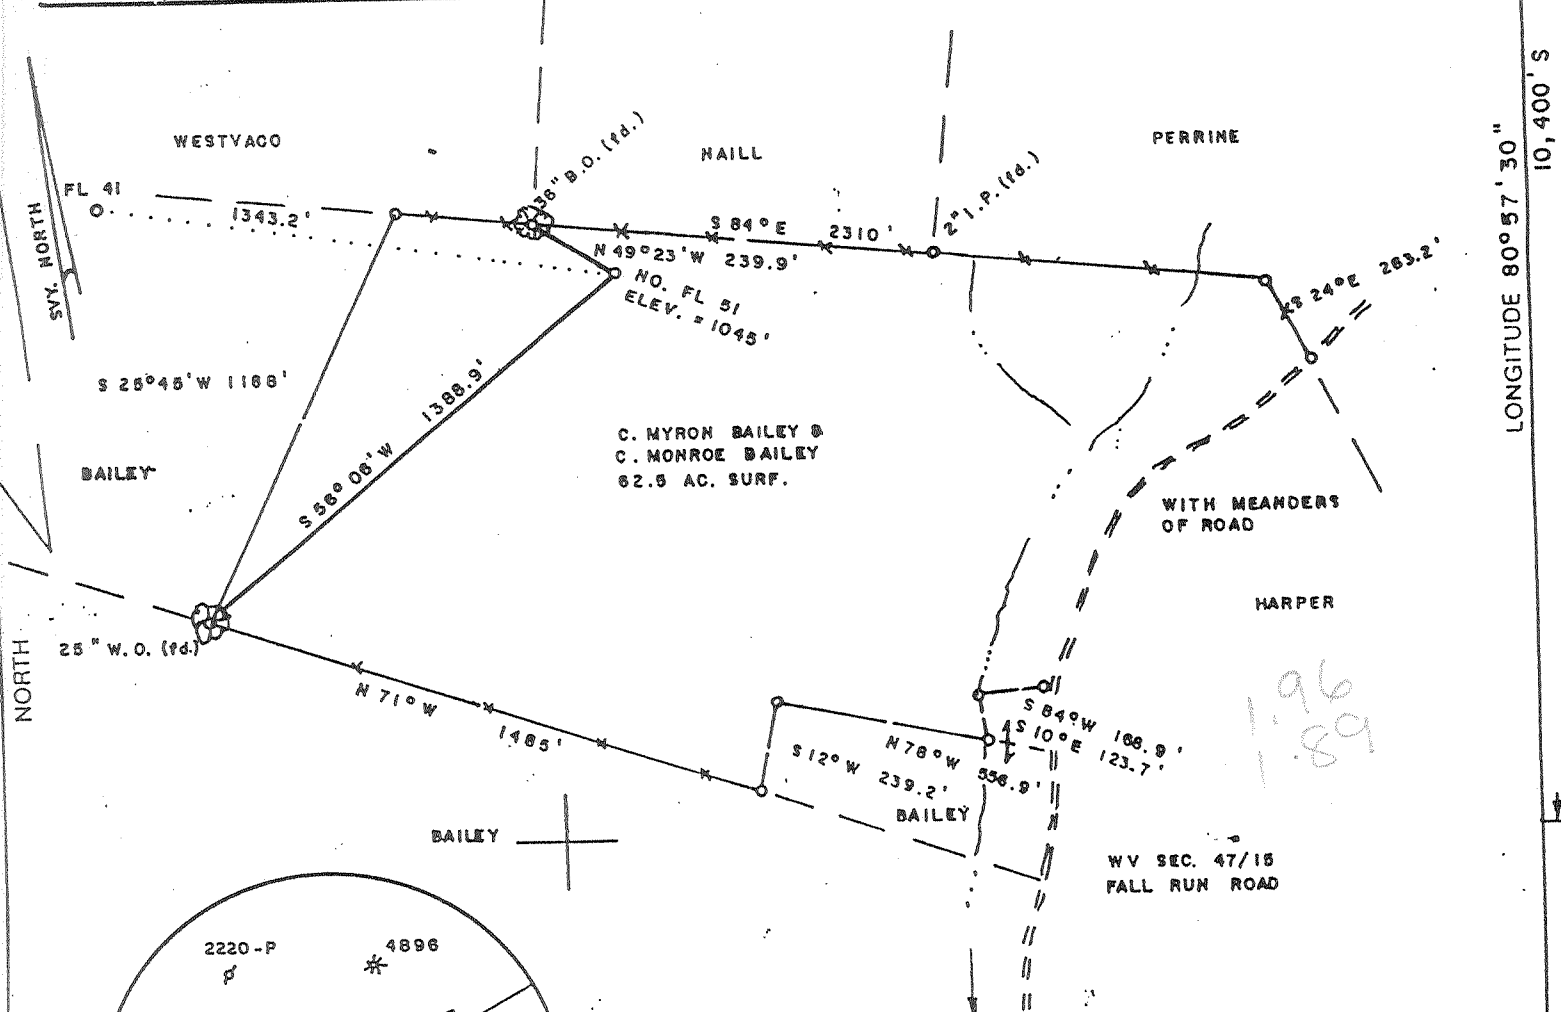 10,400' S
LONGITUDE 80°57'30"
WESTVACO
HAILL
PERRINE
36" B.O. (fd.)
2" I.P. (fd.)
FL 41
1343.2'
S 84°E 2310'
SVY. NORTH
N 49°23'W 239.9'
NO. FL 51
ELEV. = 1045'
S 24°E 263.2'
S 25°45'W 1168'
1388.9'
S 56°06'W
BAILEY
C. MYRON BAILEY &
C. MONROE BAILEY
62.5 AC. SURF.
WITH MEANDERS
OF ROAD
HARPER
25" W.O. (fd.)
NORTH
N 71°W 1485'
S 84°W 168.9'
S 10°E 123.7'
N 78°W 556.9'
S 12°W 239.2'
1.96
1.89
BAILEY
BAILEY
WV SEC. 47/15
FALL RUN ROAD
2220-P
4896